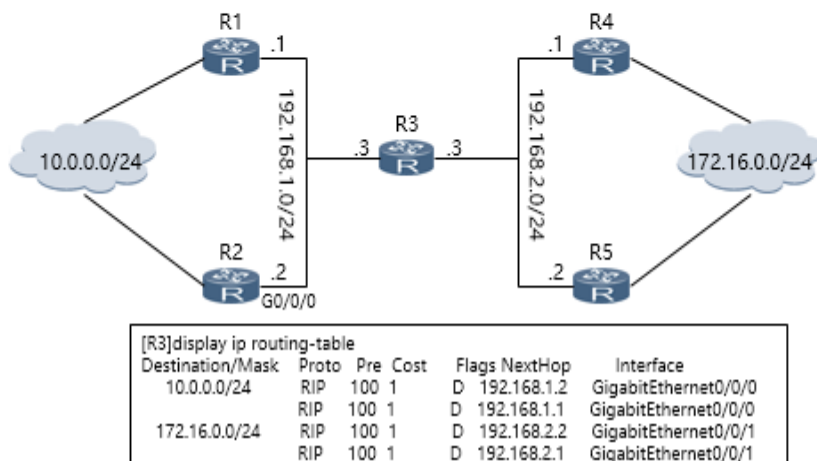 R1
R4
.1
.1
192.168.1.0/24
192.168.2.0/24
R3
10.0.0.0/24
.3
.3
172.16.0.0/24
R
R
R
R2
R5
.2
.2
G0/0/0
R
R
[R3]display ip routing-table
Destination/Mask Proto Pre Cost Flags NextHop Interface
10.0.0.0/24 RIP 100 1 D 192.168.1.2 GigabitEthernet0/0/0
RIP 100 1 D 192.168.1.1 GigabitEthernet0/0/0
172.16.0.0/24 RIP 100 1 D 192.168.2.2 GigabitEthernet0/0/1
RIP 100 1 D 192.168.2.1 GigabitEthernet0/0/1